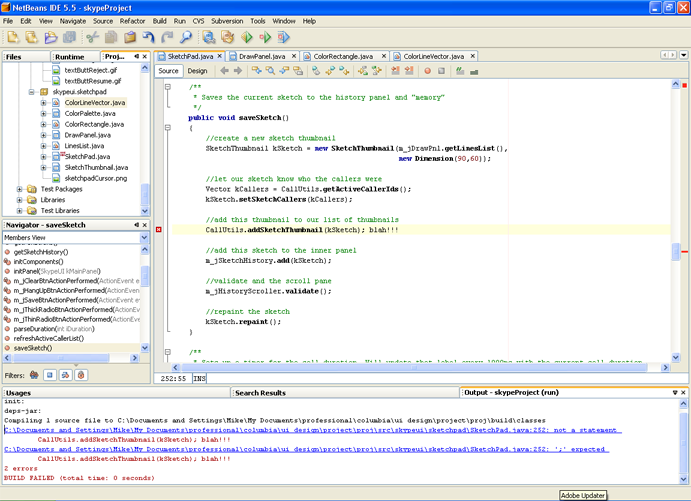 NetBeans IDE 5.5 - skypeProject
File Edit View Navigate Source Refactor Build Run CVS Subversion Tools Window Help
Files Runtime Proj...
SketchPad.java DrawPanel.java ColorRectangle.java ColorLineVector.java
Source Design
textButtReject.gif
textButtResume.gif
skypeui.sketchpad
ColorLineVector.java
ColorPalette.java
ColorRectangle.java
DrawPanel.java
LinesList.java
SketchPad.java
SketchThumbnail.java
sketchpadCursor.png
Test Packages
Libraries
Test Libraries
Navigator - saveSketch
Members View
getSketchHistory()
initComponents()
initPanel(SkypeUI kMainPanel)
m_jClearBtnActionPerformed(ActionEvent e
m_jHangUpBtnActionPerformed(ActionEvent
m_jSaveBtnActionPerformed(ActionEvent ev
m_jThickRadioBtnActionPerformed(ActionE
m_jThinRadioBtnActionPerformed(ActionEv
parseDuration(int iDuration)
refreshActiveCallerList()
saveSketch()
Filters:
/**
* Saves the current sketch to the history panel and "memory"
*/
public void saveSketch()
{
//create a new sketch thumbnail
SketchThumbnail kSketch = new SketchThumbnail(m_jDrawPnl.getLinesList(),
new Dimension(90,60));
//let our sketch know who the callers were
Vector kCallers = CallUtils.getActiveCallerIds();
kSketch.setSketchCallers(kCallers);
//add this thumbnail to our list of thumbnails
CallUtils.addSketchThumbnail(kSketch); blah!!!
//add this sketch to the inner panel
m_jSketchHistory.add(kSketch);
//validate and the scroll pane
m_jHistoryScroller.validate();
//repaint the sketch
kSketch.repaint();
}
/**
* Sets up a timer for the call duration. Will update that label every 1000ms with the current call duration
252:55 INS
Usages Search Results Output - skypeProject (run)
init:
deps-jar:
Compiling 1 source file to C:\Documents and Settings\Mike\My Documents\professional\columbia\ui design\project\proj\build\classes
C:\Documents and Settings\Mike\My Documents\professional\columbia\ui design\project\proj\src\skypeui\sketchpad\SketchPad.java:252: not a statement
CallUtils.addSketchThumbnail(kSketch); blah!!!
C:\Documents and Settings\Mike\My Documents\professional\columbia\ui design\project\proj\src\skypeui\sketchpad\SketchPad.java:252: ';' expected
CallUtils.addSketchThumbnail(kSketch); blah!!!
2 errors
BUILD FAILED (total time: 0 seconds)
Adobe Updater